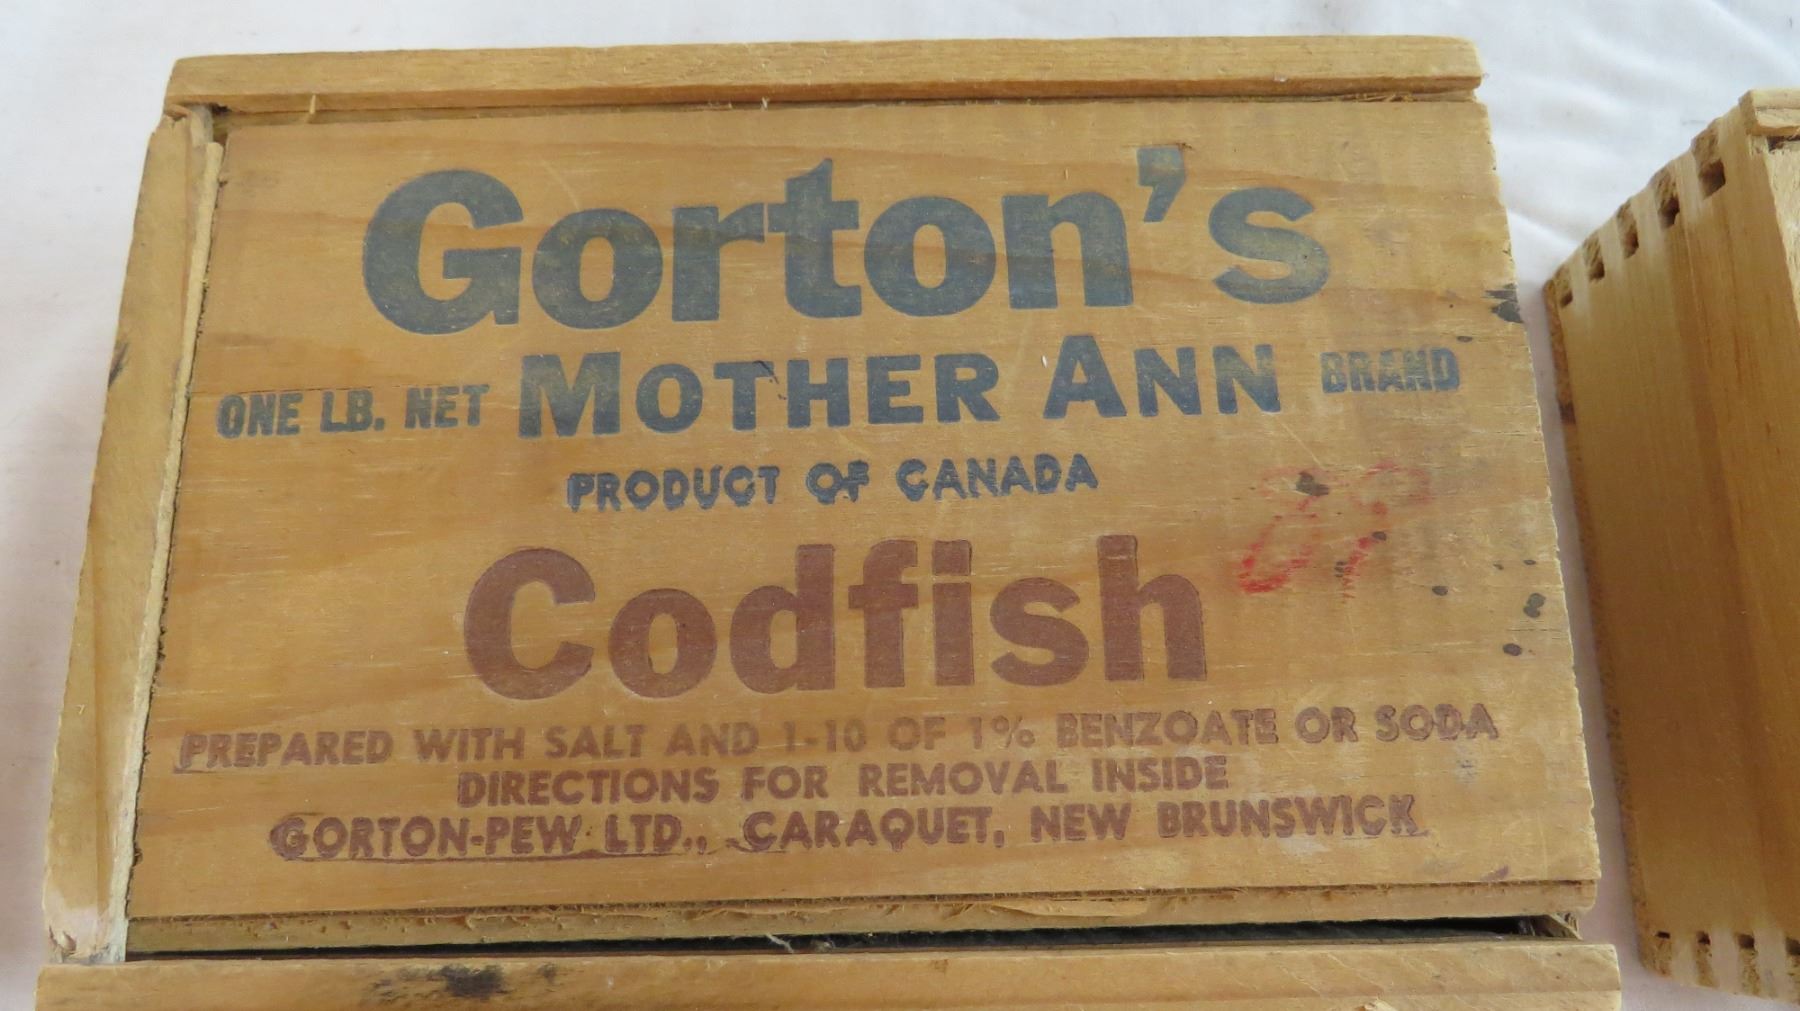 Gorton's
ONE LB. NET MOTHER ANN BRAND
PRODUCT OF CANADA
Codfish
PREPARED WITH SALT AND 1-10 OF 1% BENZOATE OR SODA
DIRECTIONS FOR REMOVAL INSIDE
GORTON-PEW LTD., CARAQUET, NEW BRUNSWICK